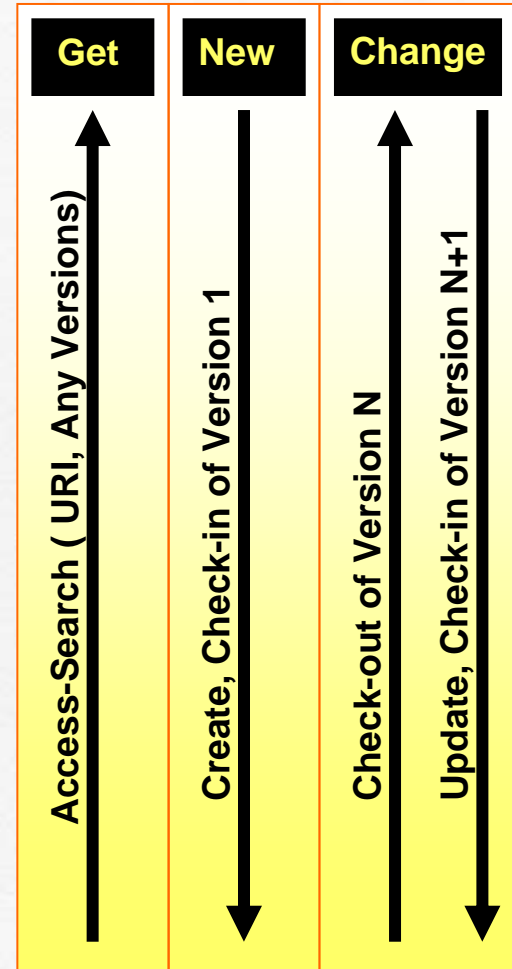 Get
New
Change
Access-Search ( URI, Any Versions)
Create, Check-in of Version 1
Check-out of Version N
Update, Check-in of Version N+1